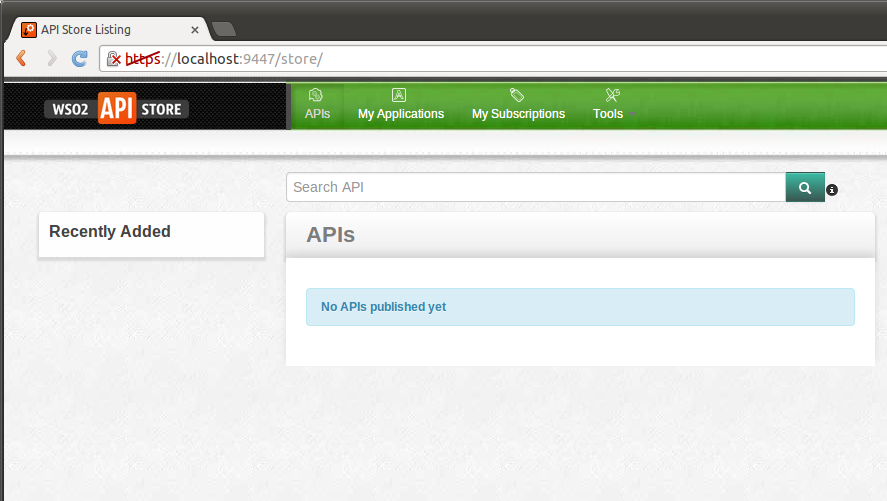 API Store Listing
https://localhost:9447/store/
WSO2 API STORE
APIs
My Applications
My Subscriptions
Tools
Search API
Recently Added
APIs
No APIs published yet